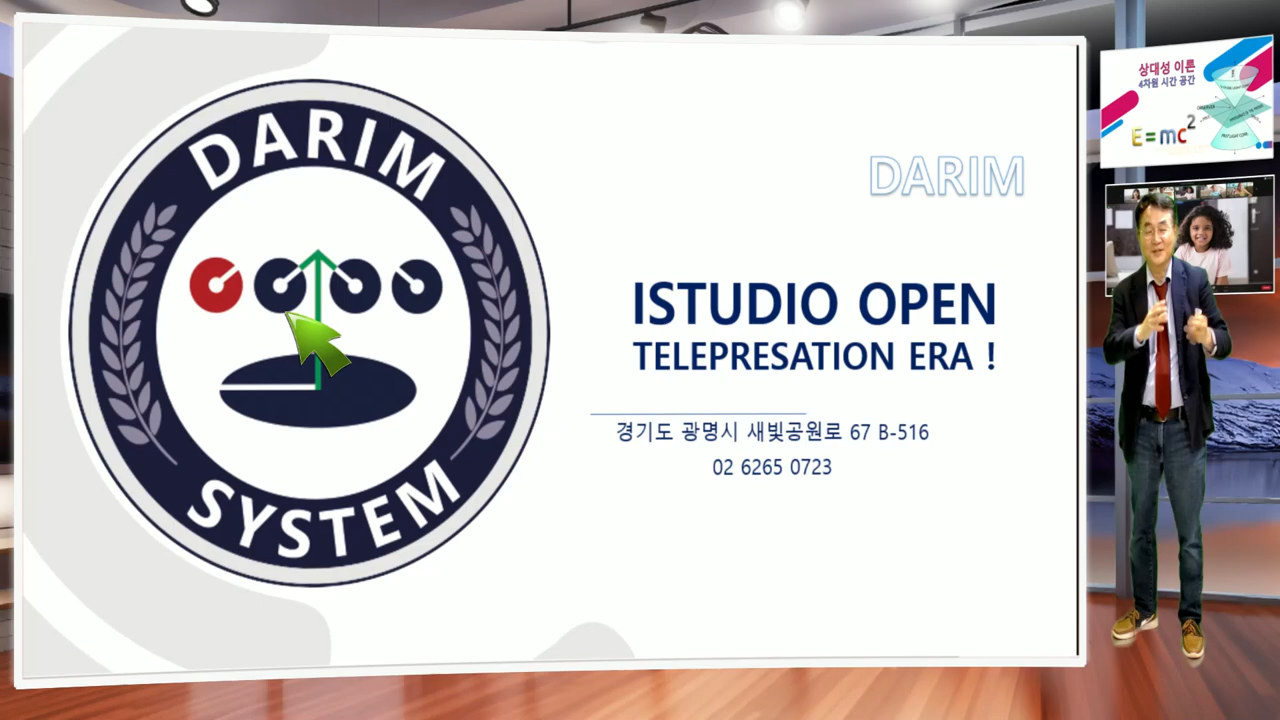 DARIM
SYSTEM
DARIM
ISTUDIO OPEN
TELEPRESATION ERA !
경기도 광명시 새빛공원로 67 B-516
02 6265 0723
상대성 이론
4차원 시간 공간
E=mc2